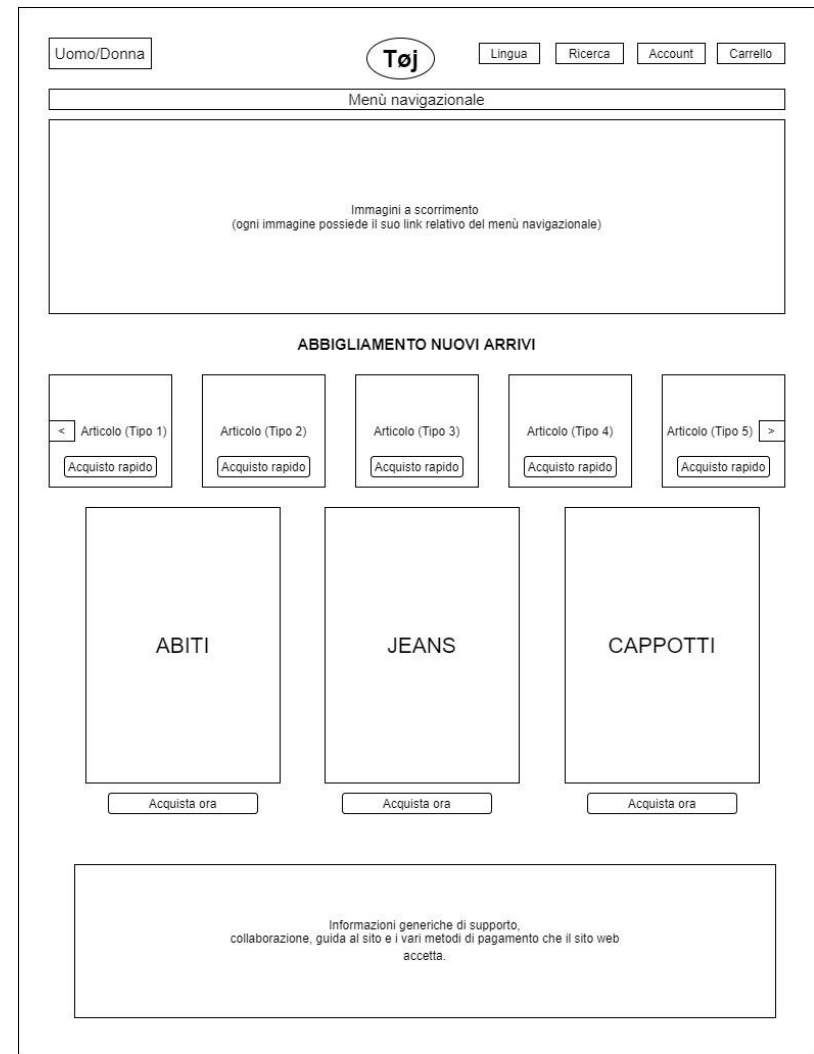 Uomo/Donna
Tøj
Lingua
Ricerca
Account
Carrello
Menù navigazionale
Immagini a scorrimento
(ogni immagine possiede il suo link relativo del menù navigazionale)
ABBIGLIAMENTO NUOVI ARRIVI
< Articolo (Tipo 1)
Articolo (Tipo 2)
Articolo (Tipo 3)
Articolo (Tipo 4)
Articolo (Tipo 5) >
Acquisto rapido
Acquisto rapido
Acquisto rapido
Acquisto rapido
Acquisto rapido
ABITI
JEANS
CAPPOTTI
Acquista ora
Acquista ora
Acquista ora
Informazioni generiche di supporto,
collaborazione, guida al sito e i vari metodi di pagamento che il sito web
accetta.